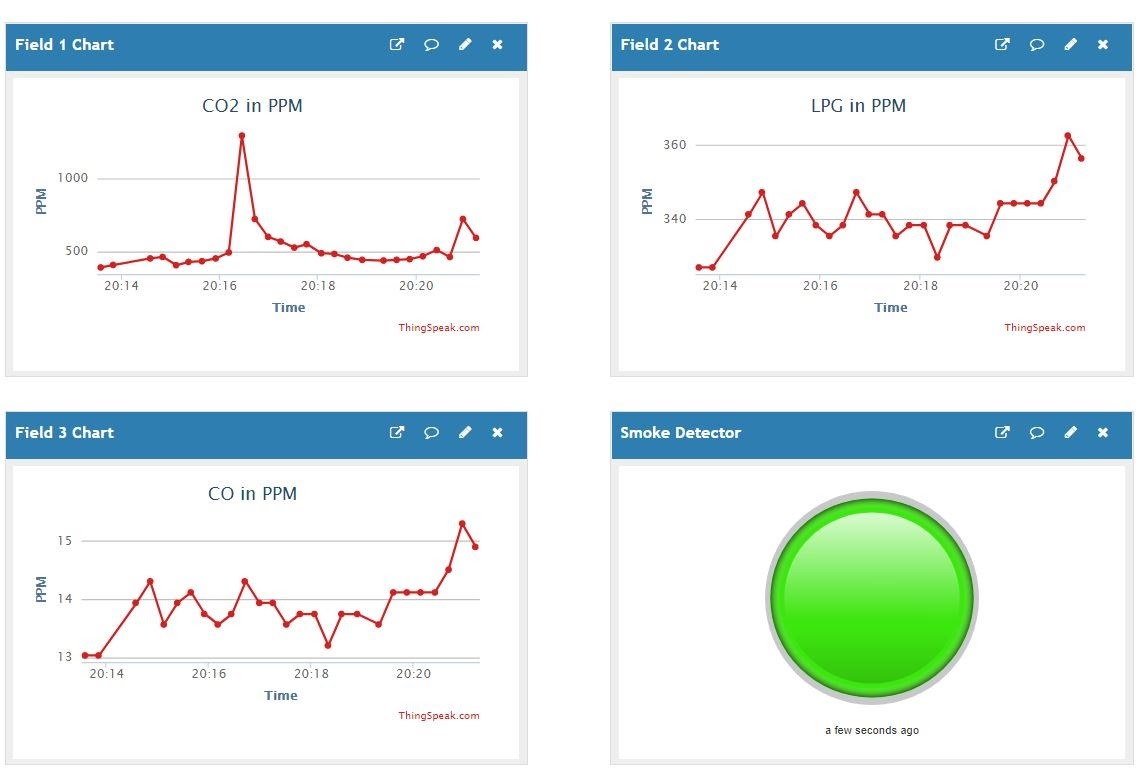 Field 1 Chart
CO2 in PPM
PPM
1000
500
20:14 20:16 20:18 20:20
Time
ThingSpeak.com
Field 2 Chart
LPG in PPM
PPM
360
340
20:14 20:16 20:18 20:20
Time
ThingSpeak.com
Field 3 Chart
CO in PPM
PPM
15
14
13
20:14 20:16 20:18 20:20
Time
ThingSpeak.com
Smoke Detector
a few seconds ago